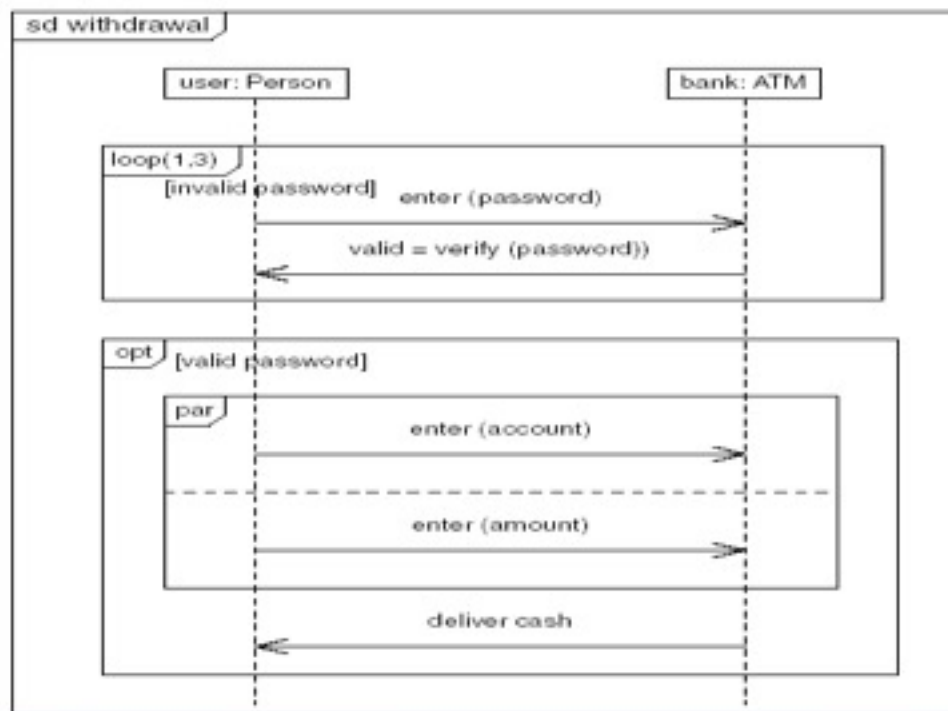 sd withdrawal
user: Person
bank: ATM
loop(1,3)
[invalid password]
enter (password)
valid = verify (password))
opt
[valid password]
par
enter (account)
enter (amount)
deliver cash